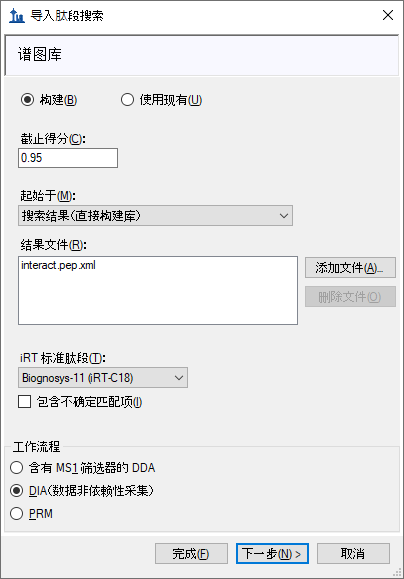 导入肽段搜索
谱图库
构建(B) 使用现有(U)
截止得分(C):
0.95
起始于(M):
搜索结果(直接构建库)
结果文件(R):
interact.pep.xml
添加文件(A)...
删除文件(O)
iRT 标准肽段(T):
Biognosys-11 (iRT-C18)
包含不确定匹配项(I)
工作流程
含有 MS1 筛选器的 DDA
DIA(数据非依赖性采集)
PRM
完成(F) 下一步(N) > 取消